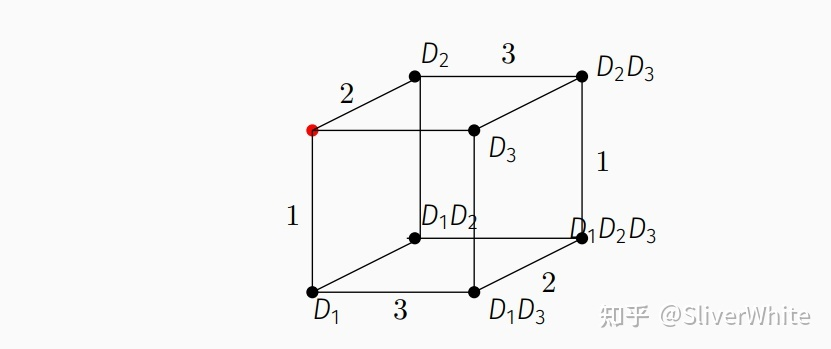 D₂
3
D₂D₃
2
D₃
1
1
D₁D₂
D₁D₂D₃
2
D₁
3
D₁D₃
知乎 @SliverWhite